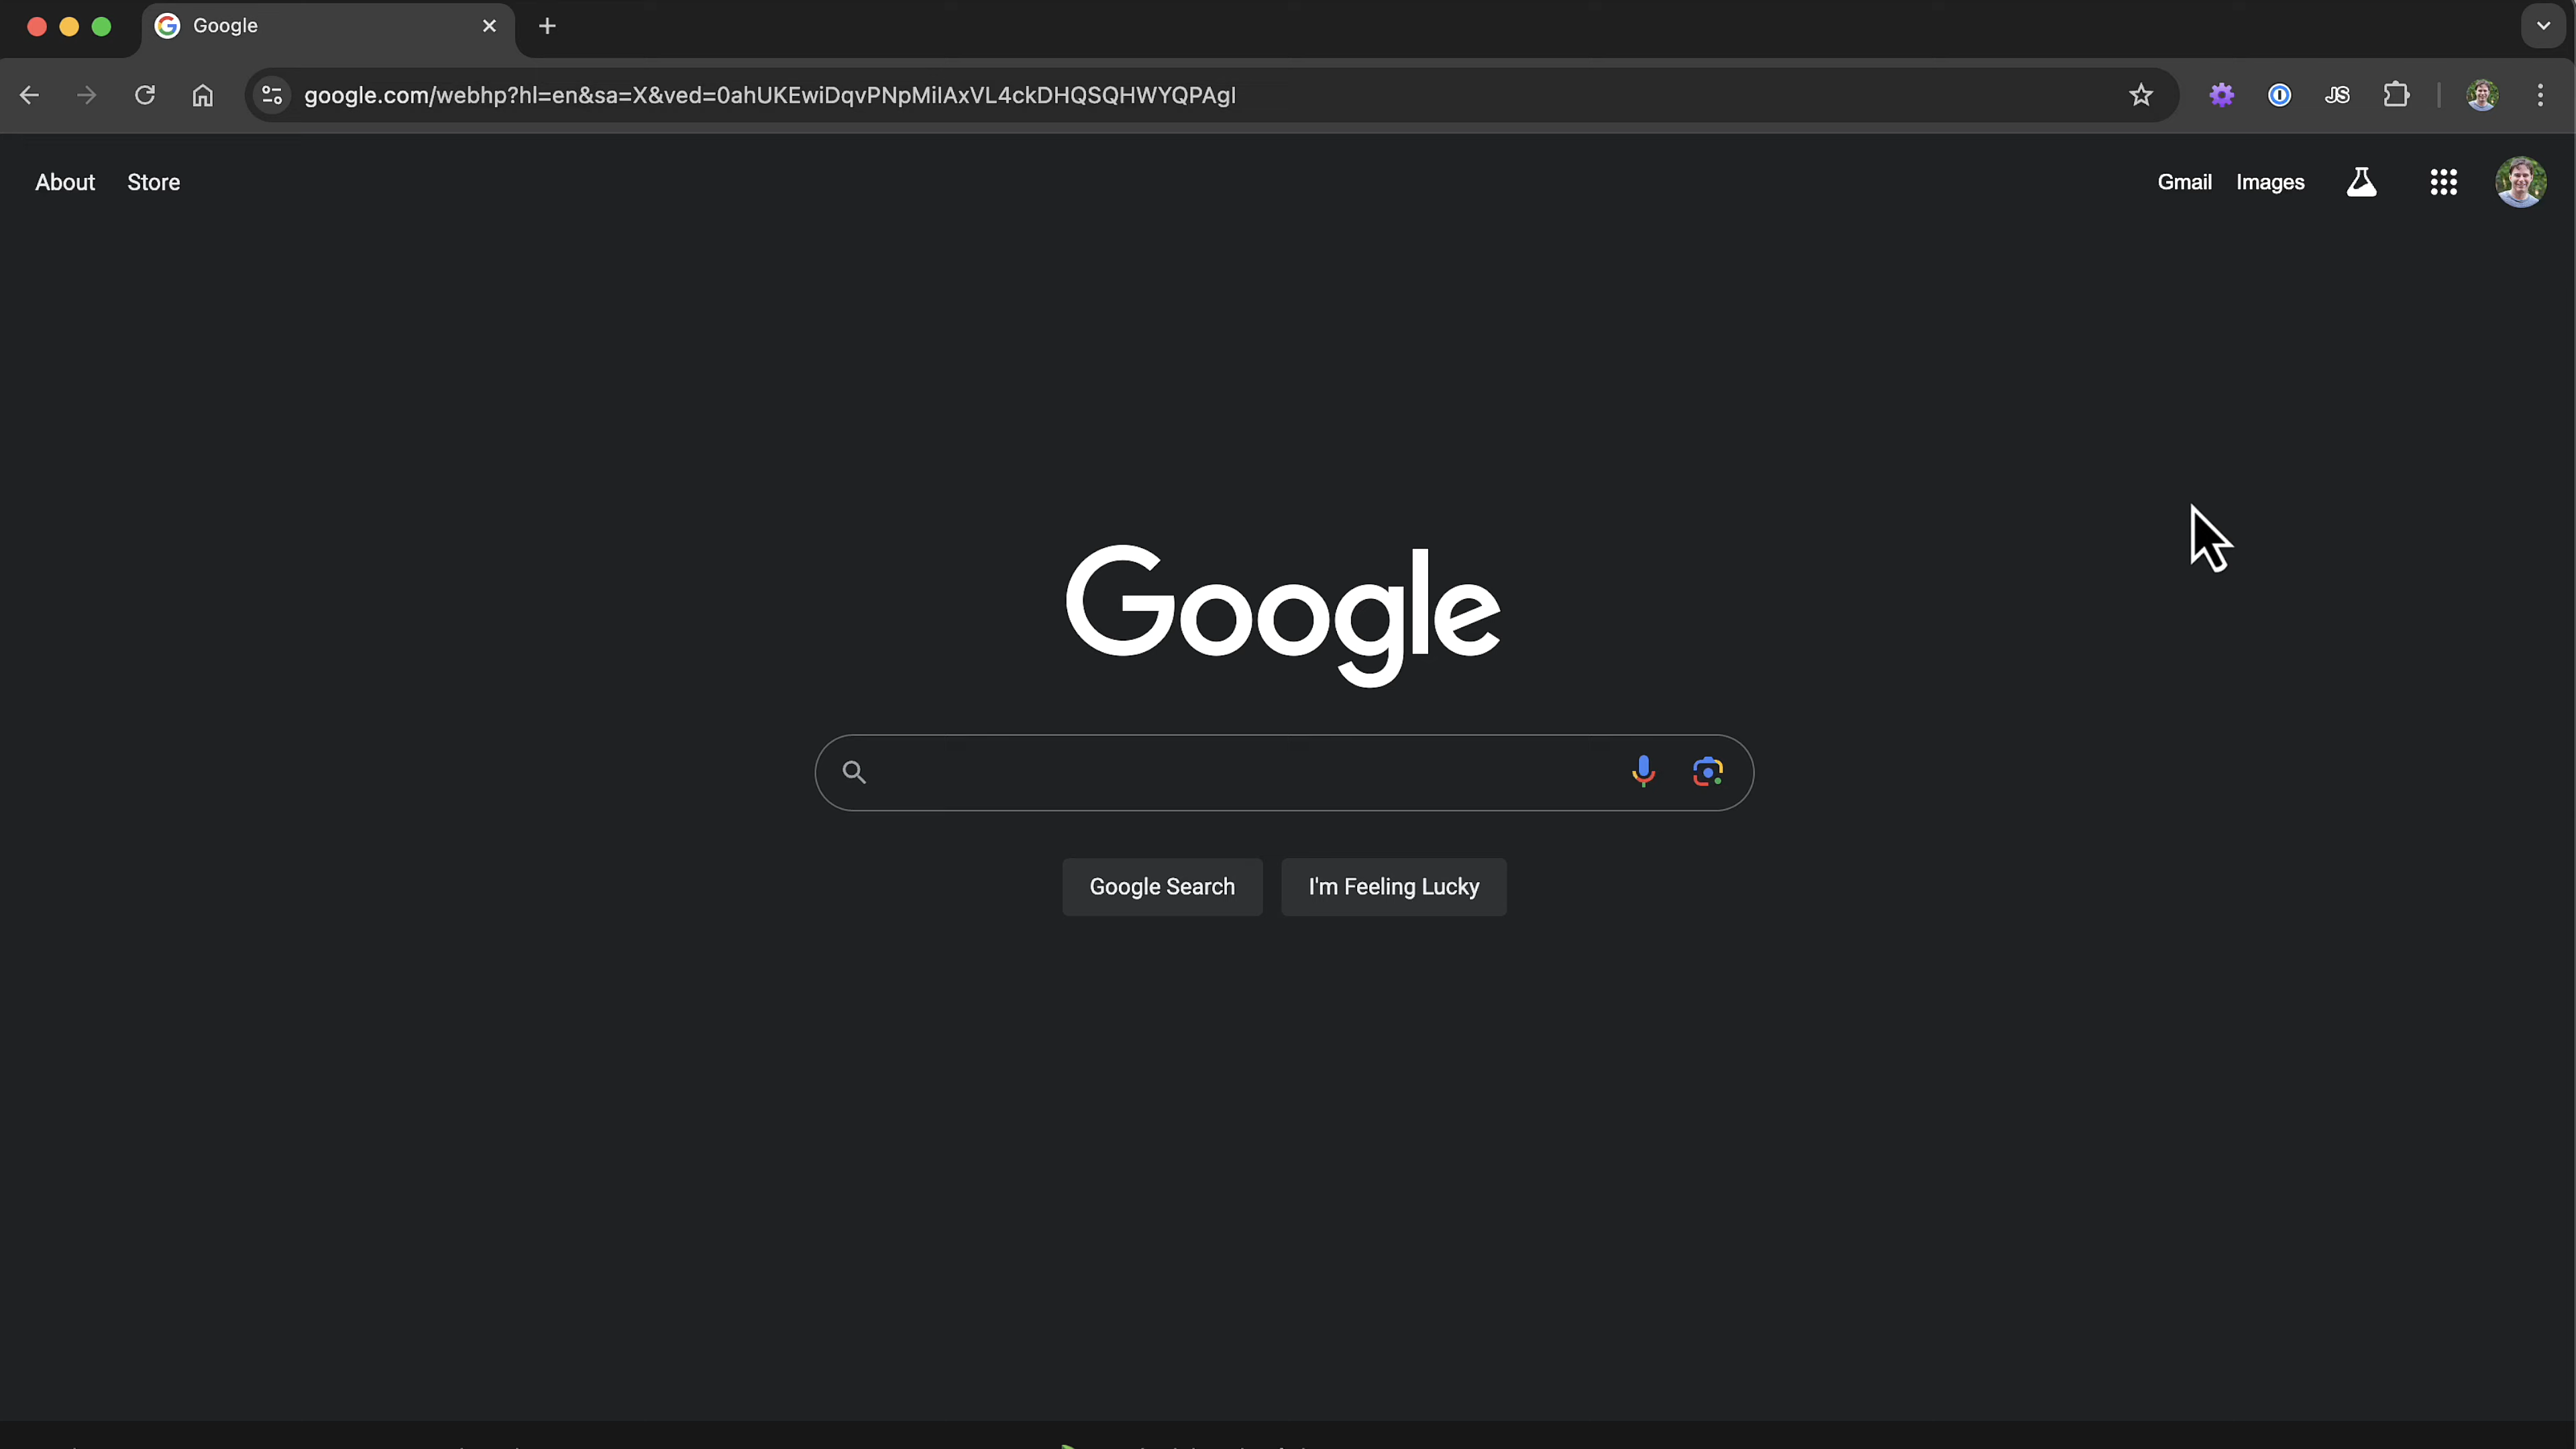 Google
google.com/webhp?hl=en&sa=X&ved=0ahUKEwiDqvPNpMilAxVL4ckDHQSQHWYQPAgI
JS
About Store
Gmail Images
Google
Google Search I'm Feeling Lucky